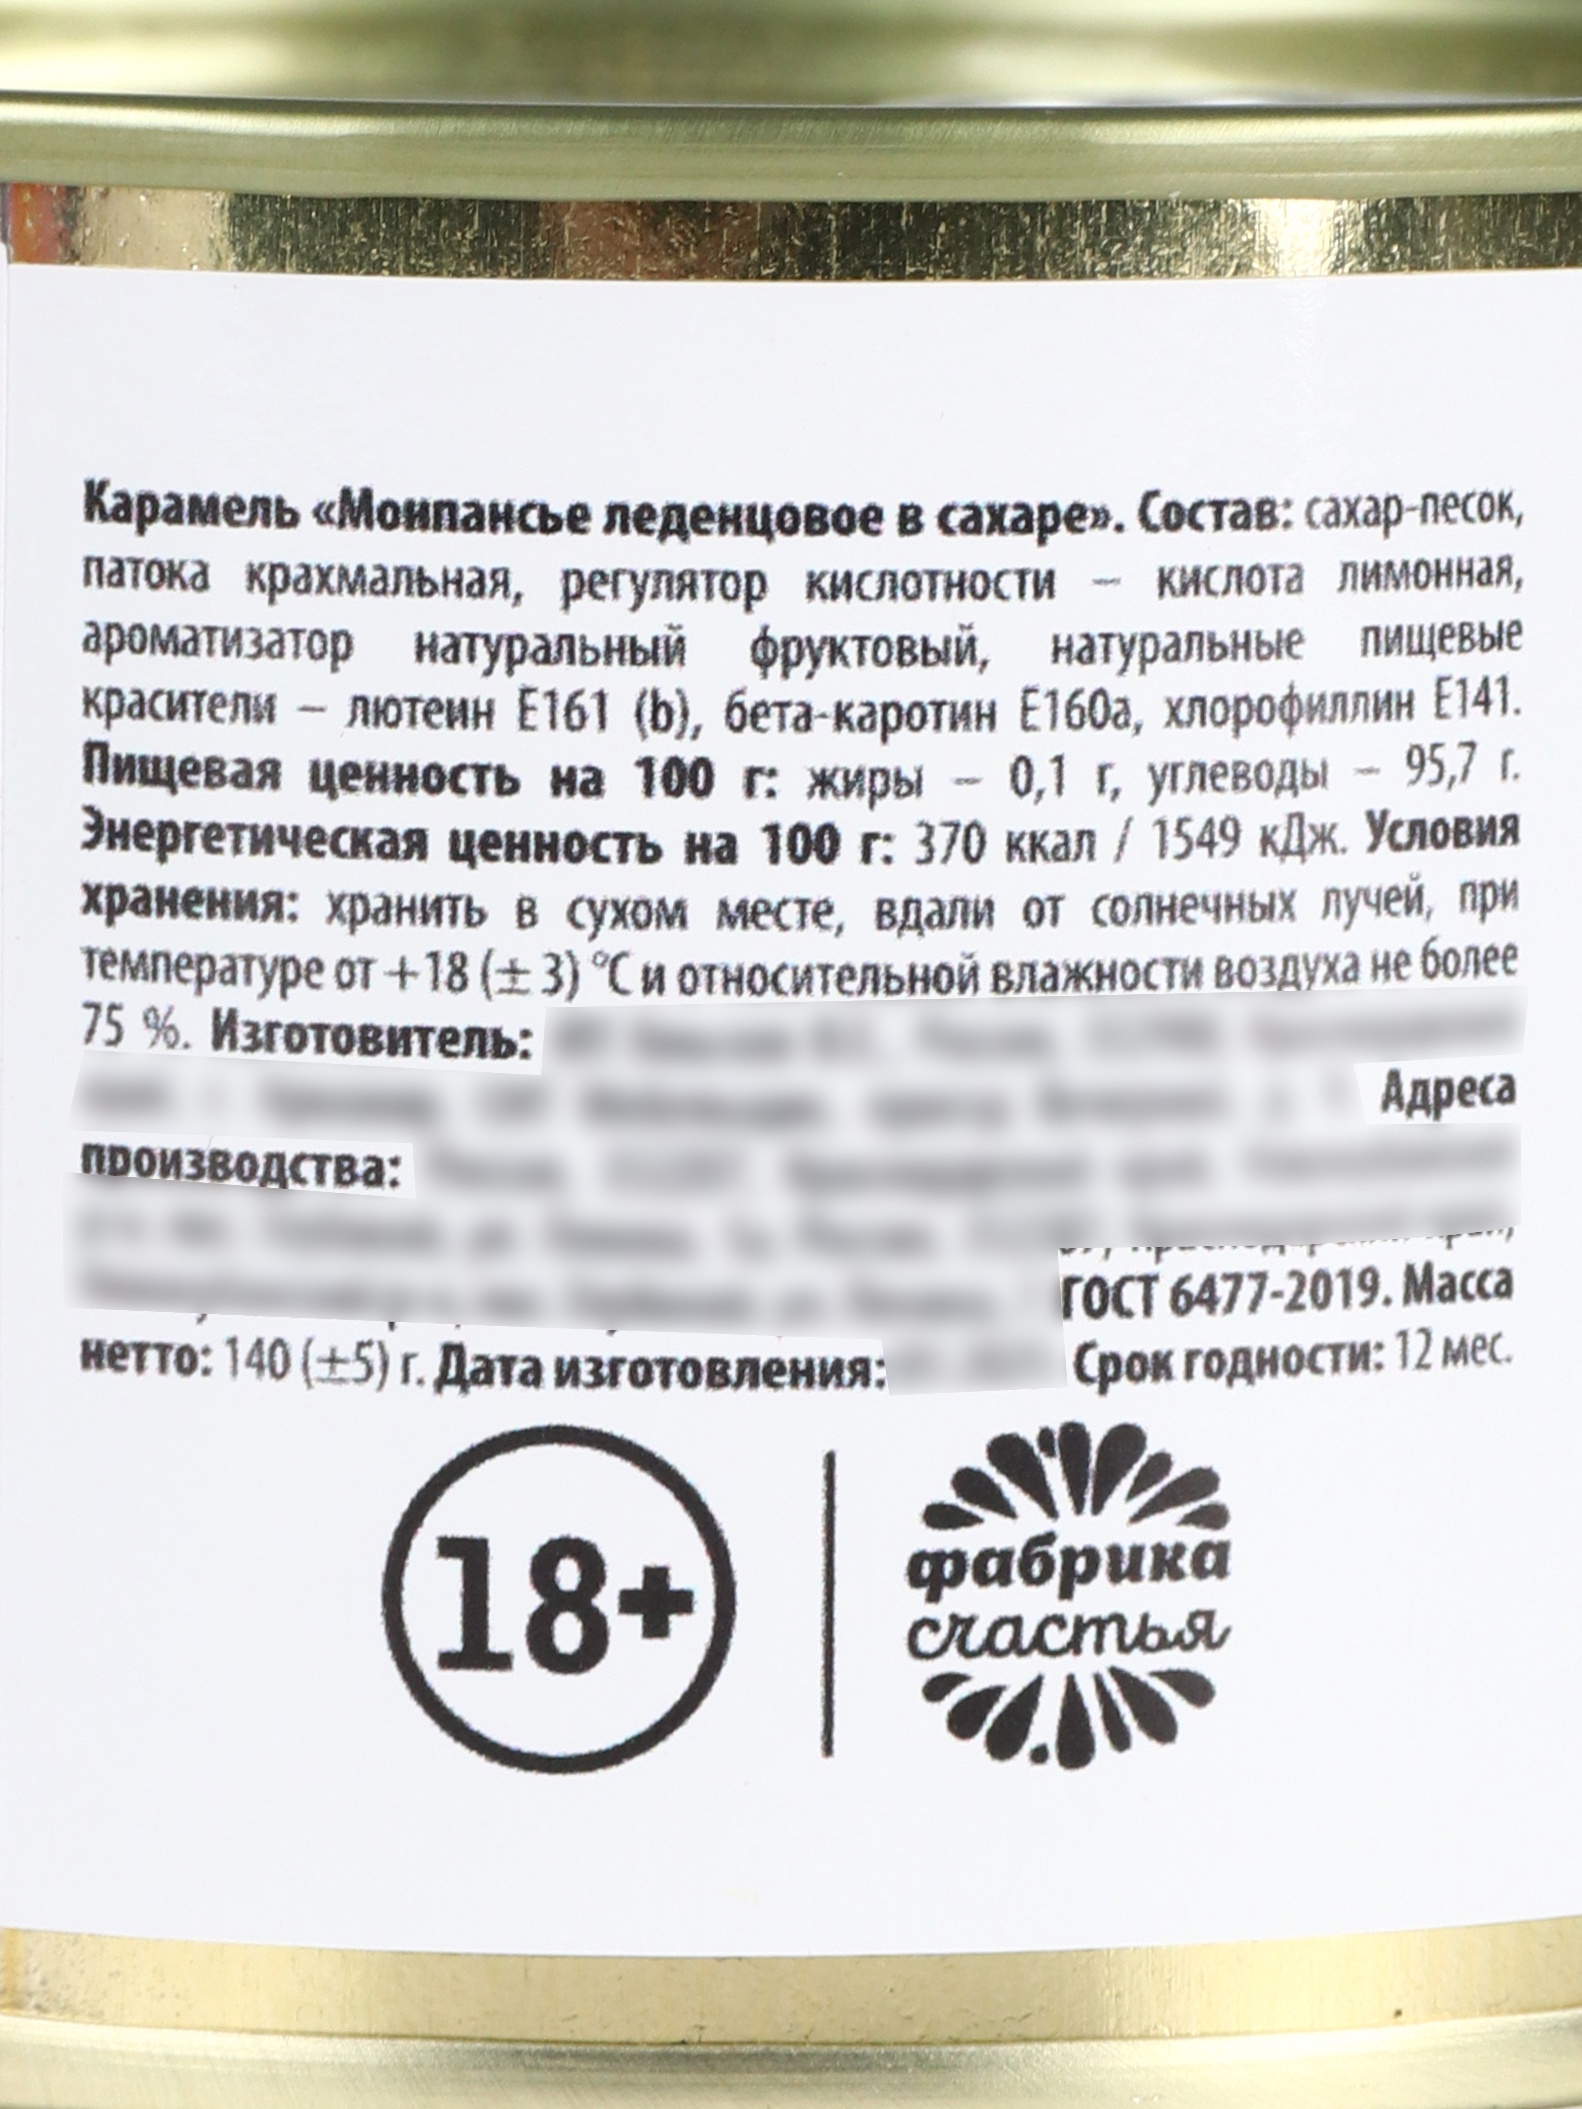 Карамель «Монпансье леденцовое в сахаре». Состав: сахар-песок,
патока крахмальная, регулятор кислотности – кислота лимонная,
ароматизатор натуральный фруктовый, натуральные пищевые
красители – лютеин Е161 (b), бета-каротин Е160а, хлорофиллин Е141.
Пищевая ценность на 100 г: жиры – 0,1 г, углеводы – 95,7 г.
Энергетическая ценность на 100 г: 370 ккал / 1549 кДж. Условия
хранения: хранить в сухом месте, вдали от солнечных лучей, при
температуре от +18 (± 3) °С и относительной влажности воздуха не более
75 %. Изготовитель:
Адреса
производства:
ГОСТ 6477-2019. Масса
нетто: 140 (±5) г. Дата изготовления: Срок годности: 12 мес.
18+
фабрика
счастья